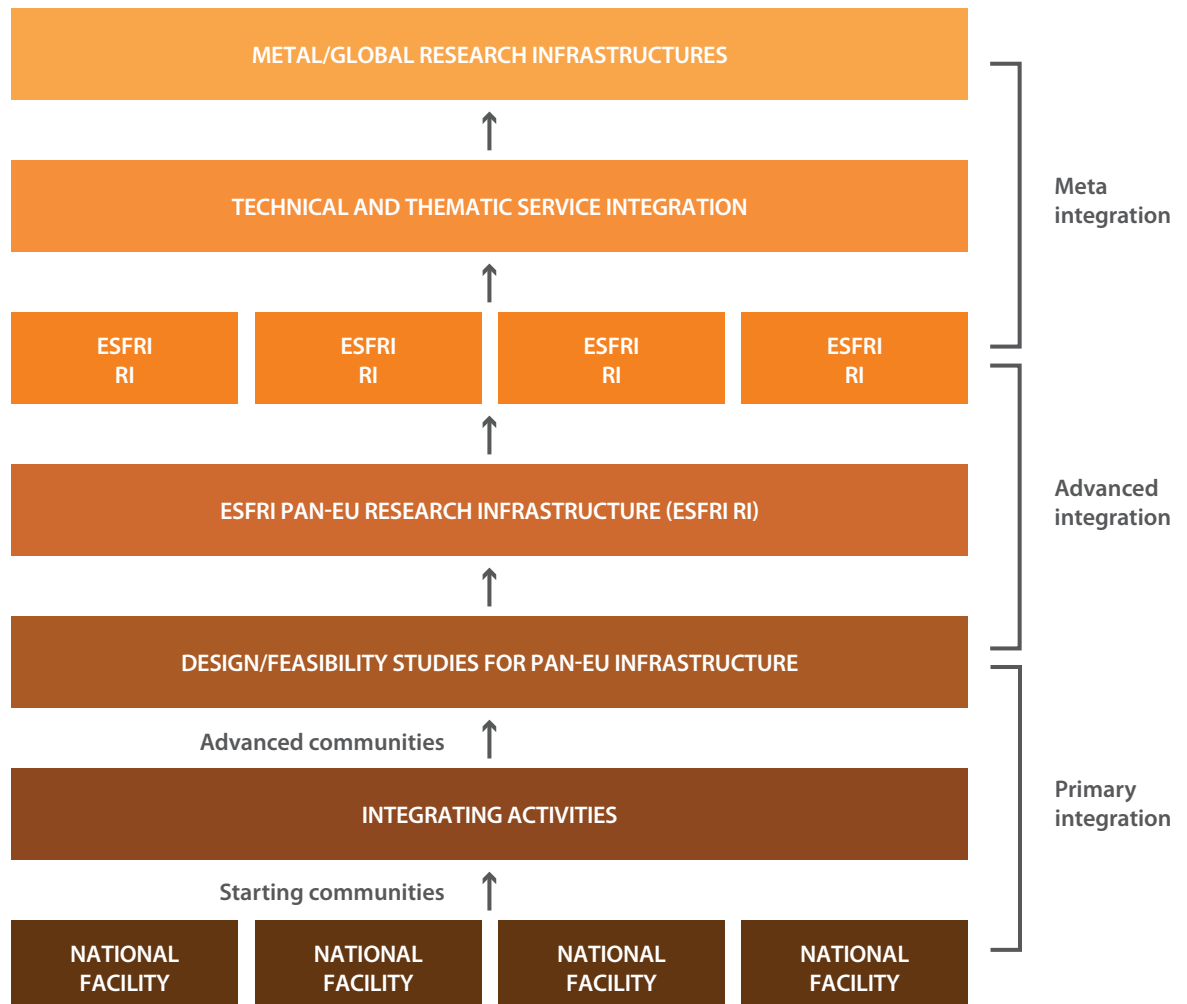 METAL/GLOBAL RESEARCH INFRASTRUCTURES
TECHNICAL AND THEMATIC SERVICE INTEGRATION
Meta
integration
ESFRI
RI
ESFRI
RI
ESFRI
RI
ESFRI
RI
ESFRI PAN-EU RESEARCH INFRASTRUCTURE (ESFRI RI)
Advanced
integration
DESIGN/FEASIBILITY STUDIES FOR PAN-EU INFRASTRUCTURE
Advanced communities
INTEGRATING ACTIVITIES
Primary
integration
Starting communities
NATIONAL
FACILITY
NATIONAL
FACILITY
NATIONAL
FACILITY
NATIONAL
FACILITY